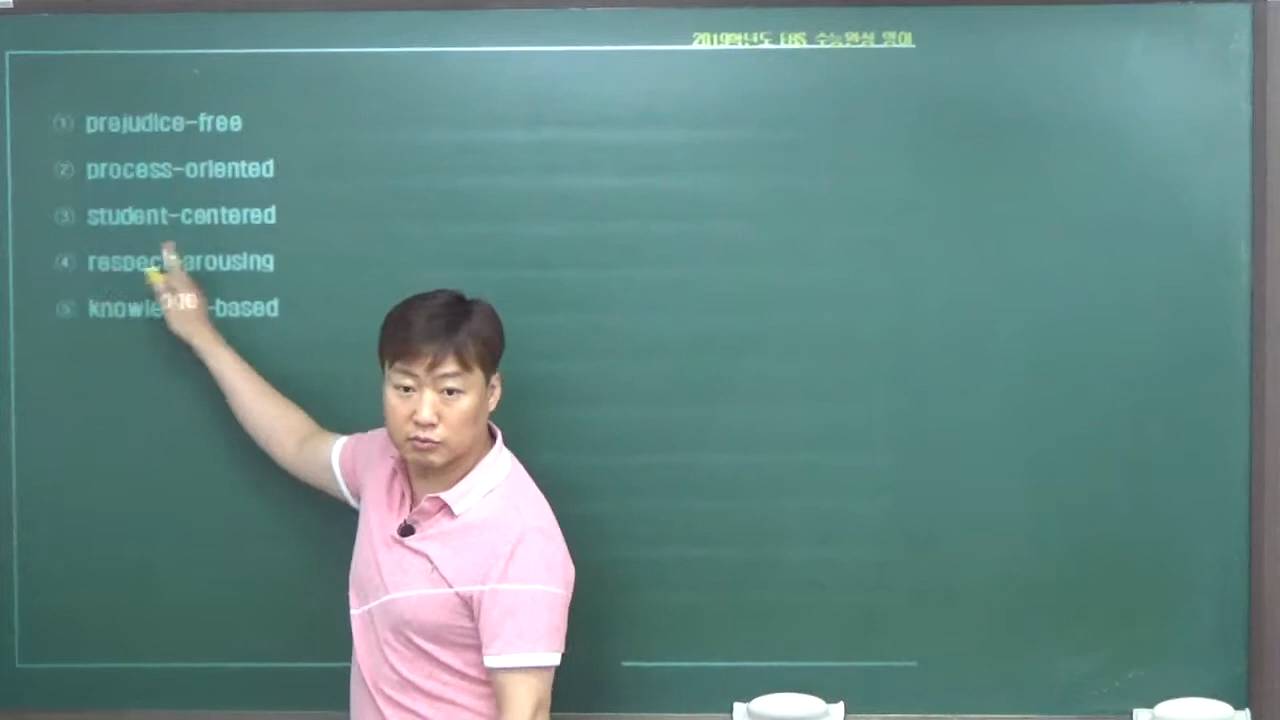 2019학년도 EBS 수능완성 영어
① prejudice-free
② process-oriented
③ student-centered
④ respect-arousing
⑤ knowledge-based